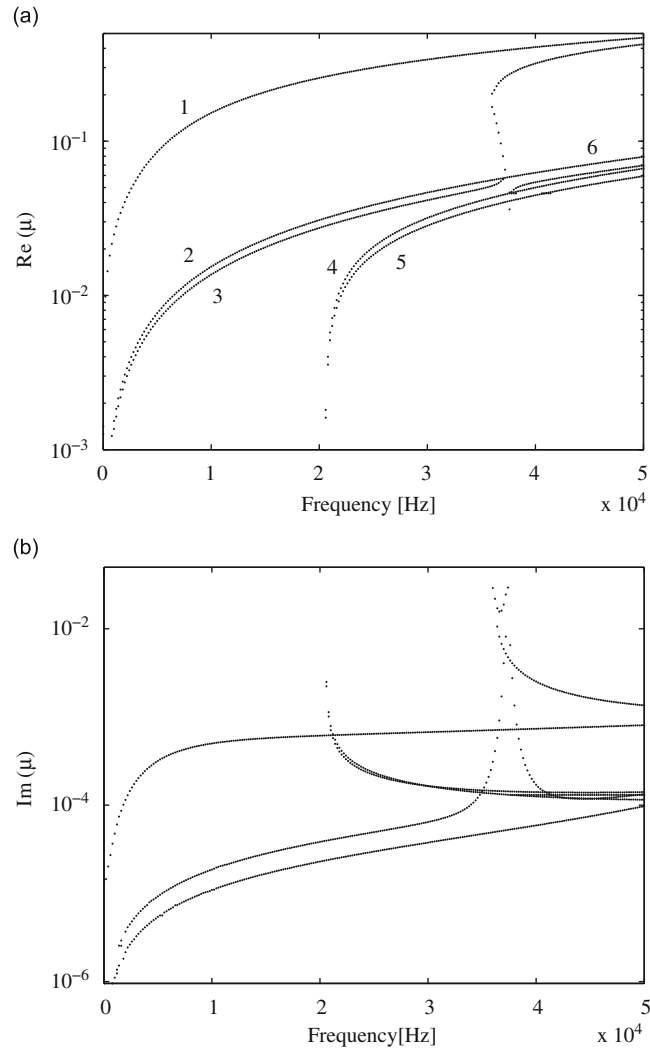 (a)
10⁻¹
10⁻²
10⁻³
Re (μ)
1
2
3
4
5
6
0 1 2 3 4 5
Frequency [Hz] x 10⁴
(b)
10⁻²
10⁻⁴
10⁻⁶
Im (μ)
0 1 2 3 4 5
Frequency[Hz] x 10⁴